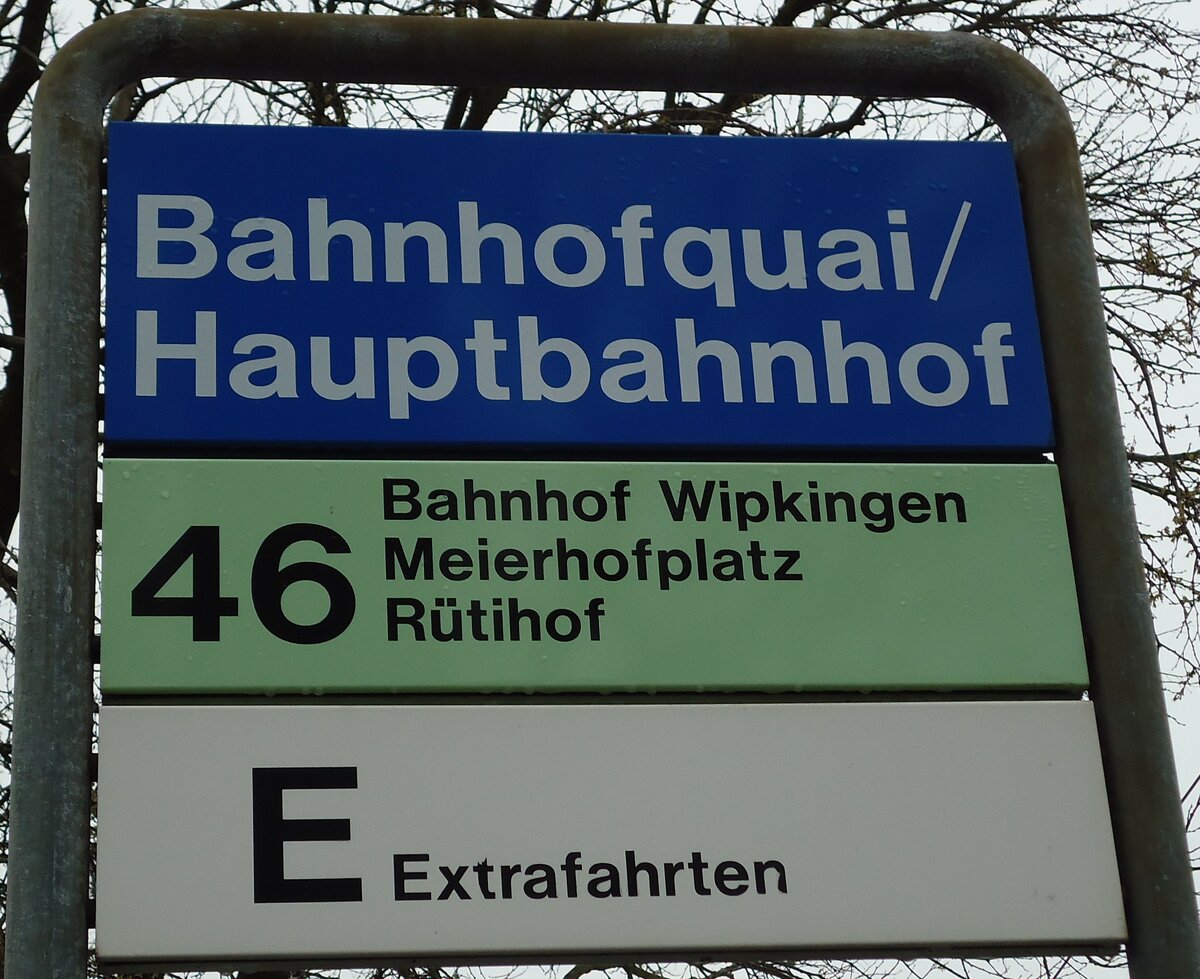 Bahnhofquai/
Hauptbahnhof
46
Bahnhof Wipkingen
Meierhofplatz
Rütihof
E Extrafahrten